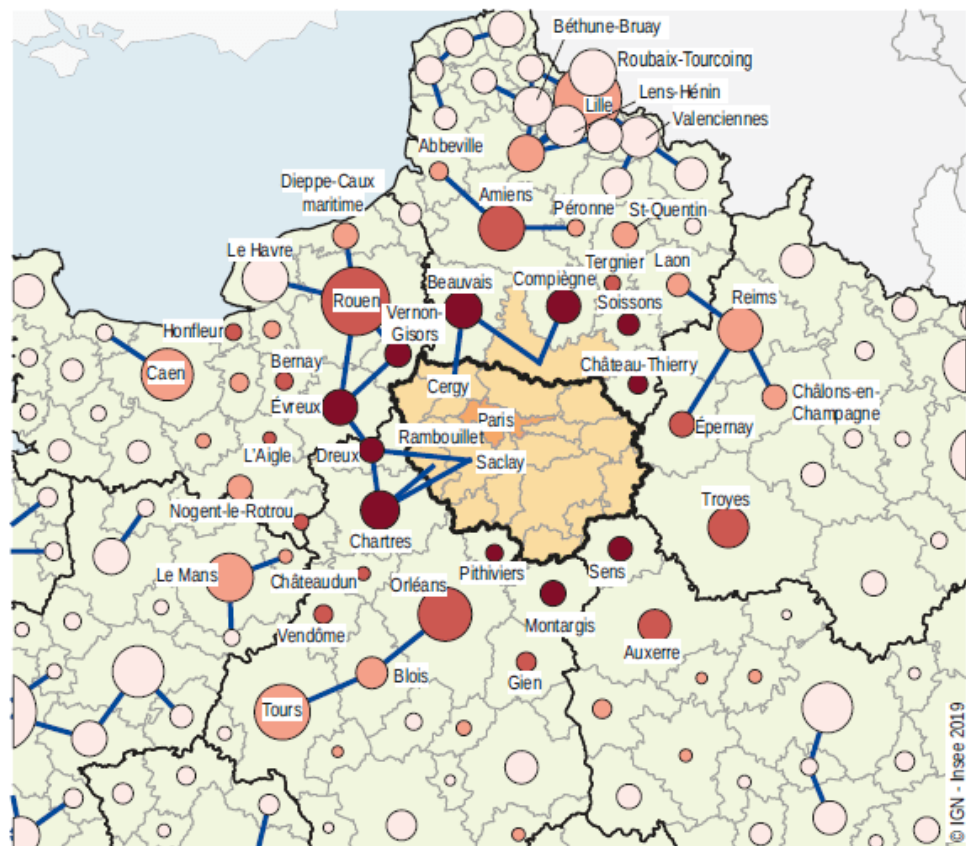 Béthune-Bruay
Roubaix-Tourcoing
Lens-Hénin
Lille
Valenciennes
Abbeville
Dieppe-Caux
maritime
Amiens
Péronne
St-Quentin
Le Havre
Tergnier
Laon
Beauvais
Compiègne
Soissons
Reims
Rouen
Vernon-
Gisors
Honfleur
Château-Thierry
Bernay
Caen
Cergy
Châlons-en-
Champagne
Évreux
Paris
Épernay
Rambouillet
L'Aigle
Dreux
Saclay
Troyes
Nogent-le-Rotrou
Chartres
Le Mans
Châteaudun
Orléans
Pithiviers
Sens
Vendôme
Montargis
Auxerre
Blois
Gien
Tours
© IGN - Insee 2019